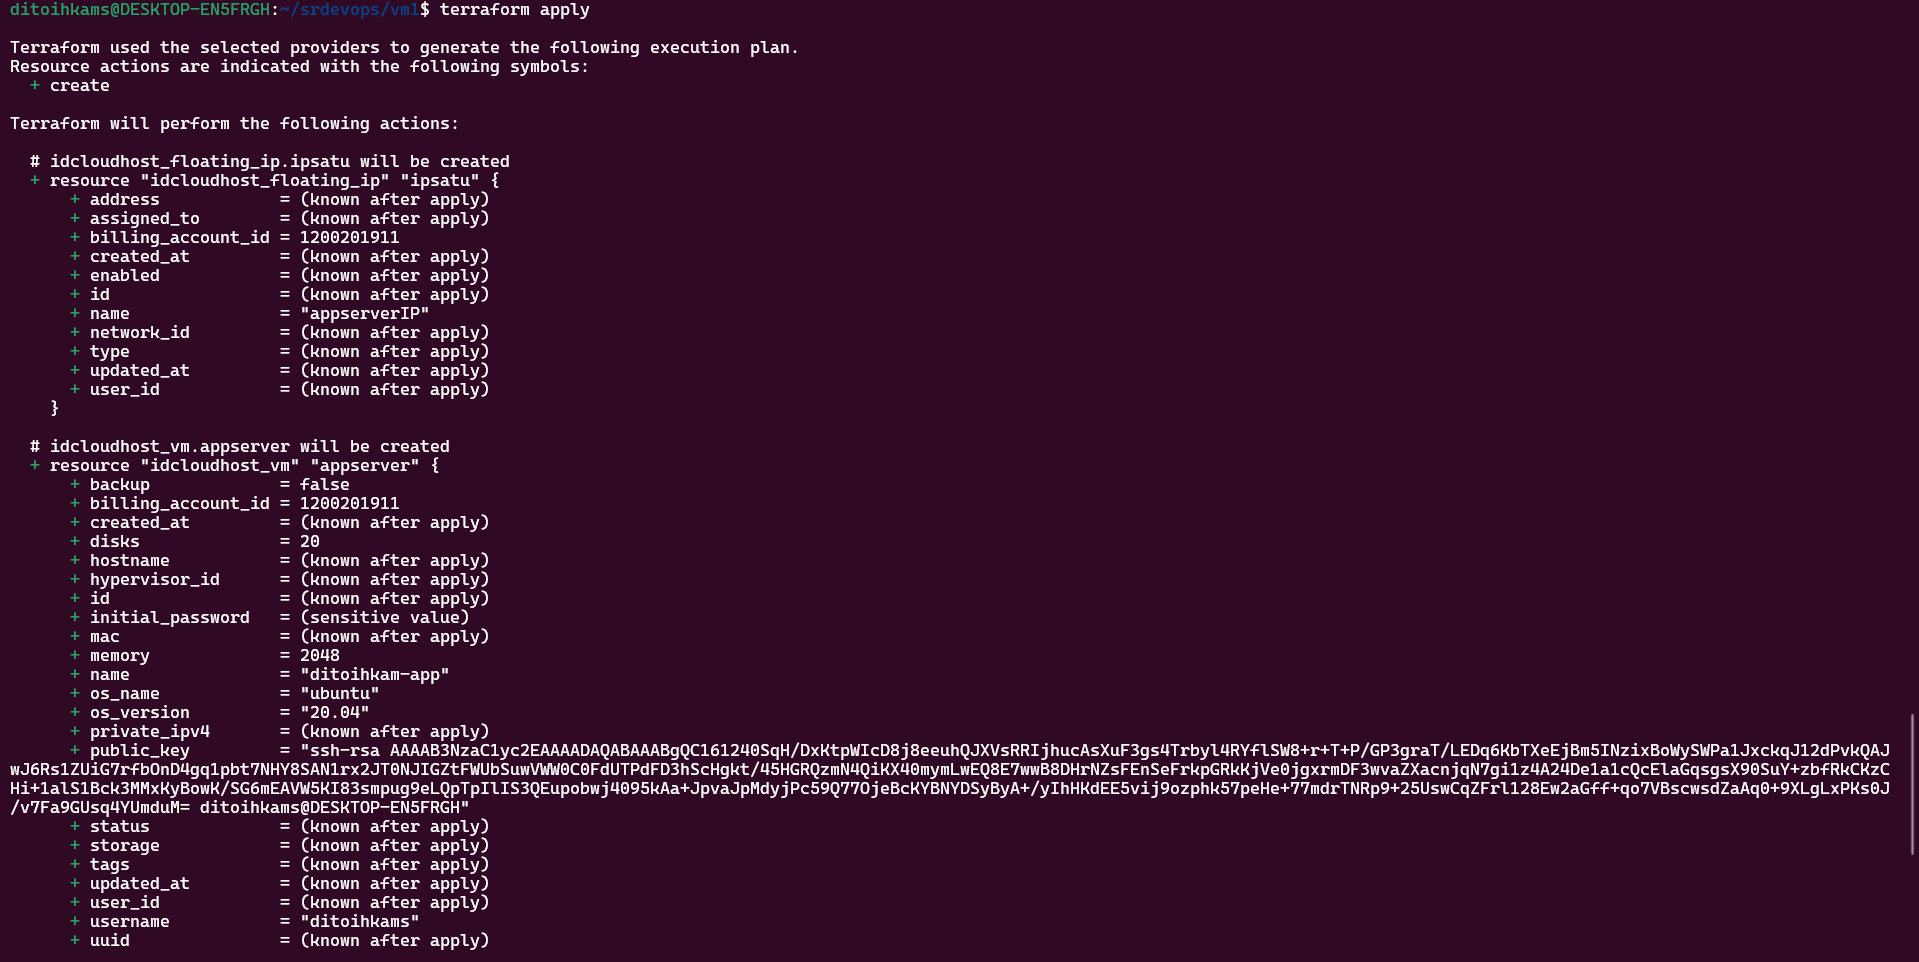 ditoihkams@DESKTOP-EN5FRGH:~/srdevops/vm1$ terraform apply

Terraform used the selected providers to generate the following execution plan.
Resource actions are indicated with the following symbols:
  + create

Terraform will perform the following actions:

  # idcloudhost_floating_ip.ipsatu will be created
  + resource "idcloudhost_floating_ip" "ipsatu" {
      + address            = (known after apply)
      + assigned_to        = (known after apply)
      + billing_account_id = 1200201911
      + created_at         = (known after apply)
      + enabled            = (known after apply)
      + id                 = (known after apply)
      + name               = "appserverIP"
      + network_id         = (known after apply)
      + type               = (known after apply)
      + updated_at         = (known after apply)
      + user_id            = (known after apply)
    }

  # idcloudhost_vm.appserver will be created
  + resource "idcloudhost_vm" "appserver" {
      + backup             = false
      + billing_account_id = 1200201911
      + created_at         = (known after apply)
      + disks              = 20
      + hostname           = (known after apply)
      + hypervisor_id      = (known after apply)
      + id                 = (known after apply)
      + initial_password   = (sensitive value)
      + mac                = (known after apply)
      + memory             = 2048
      + name               = "ditoihkam-app"
      + os_name            = "ubuntu"
      + os_version         = "20.04"
      + private_ipv4       = (known after apply)
      + public_key         = "ssh-rsa AAAAB3NzaC1yc2EAAAADAQABAAABgQC161240SqH/DxKtpWIcD8j8eeuhQJXVsRRIjhucAsXuF3gs4Trbyl4RYflSW8+r+T+P/GP3graT/LEDq6KbTXeEjBm5INzixBoWySWPa1JxckqJ12dPvkQAJ
wJ6Rs1ZUiG7rfbOnD4gq1pbt7NHY8SAN1rx2JT0NJIGZtFWUbSuwVWW0C0FdUTPdFD3hScHgkt/45HGRQzmN4QiKX40mymLwEQ8E7wwB8DHrNZsFEnSeFrkpGRkKjVe0jgxrmDF3wvaZXacnjqN7gi1z4A24De1a1cQcElaGqsgsX90SuY+zbfRkCKzC
Hi+1alS1Bck3MMxKyBowK/SG6mEAVW5KI83smpug9eLQpTpIlIS3QEupobwj4095kAa+JpvaJpMdyjPc59Q77OjeBcKYBNYDSyByA+/yIhHKdEE5vij9ozphk57peHe+77mdrTNRp9+25UswCqZFrl128Ew2aGff+qo7VBscwsdZaAq0+9XLgLxPKs0J
/v7Fa9GUsq4YUmduM= ditoihkams@DESKTOP-EN5FRGH"
      + status             = (known after apply)
      + storage            = (known after apply)
      + tags               = (known after apply)
      + updated_at         = (known after apply)
      + user_id            = (known after apply)
      + username           = "ditoihkams"
      + uuid               = (known after apply)